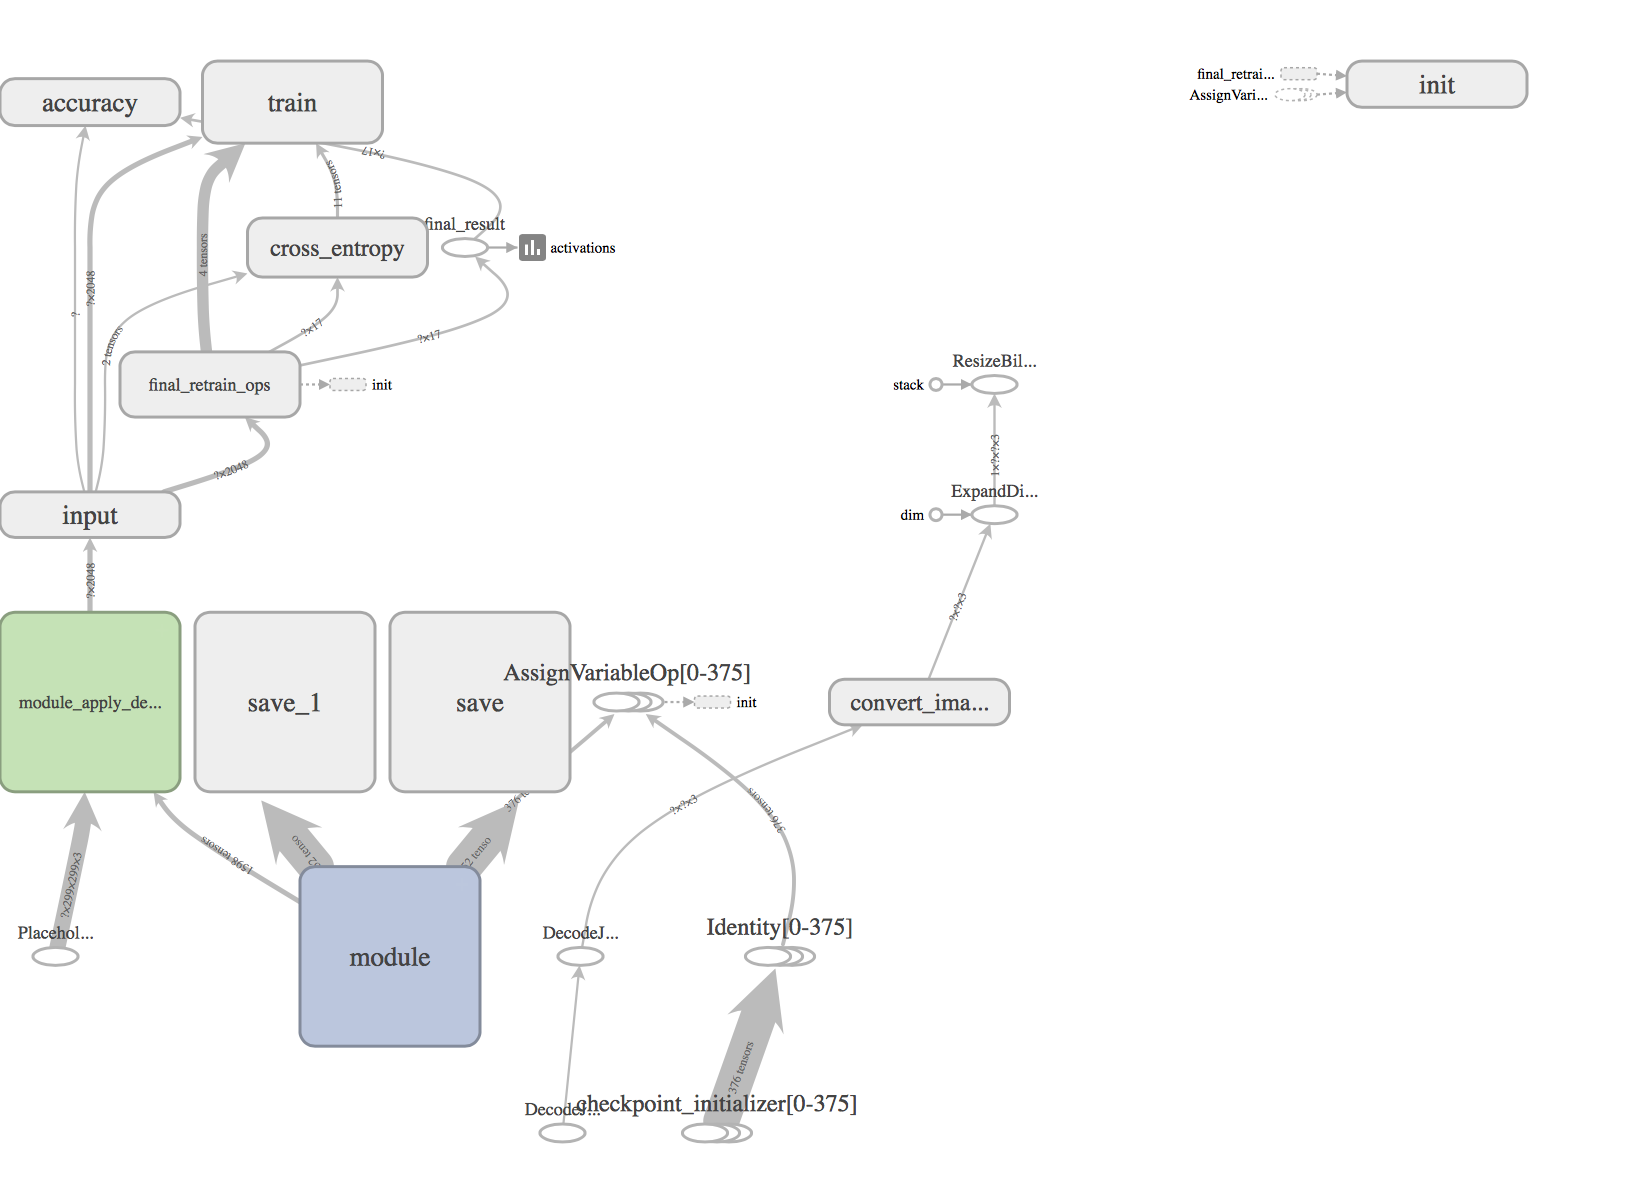 accuracy
train
final_retrai...
AssignVari...
init
?×17
11 tensors
final_result
cross_entropy
activations
4 tensors
?×2048
?
2 tensors
?×17
?×17
final_retrain_ops
init
ResizeBil...
stack
1×?×?×3
?×2048
ExpandDi...
dim
input
?×2048
?×?×3
AssignVariableOp[0-375]
module_apply_de...
save_1
save
init
convert_ima...
376 te
?×?×3
376 tensors
1598 tensors
?×299×299×3
Placehol...
module
DecodeJ...
Identity[0-375]
376 tensors
DecodeJ...
checkpoint_initializer[0-375]